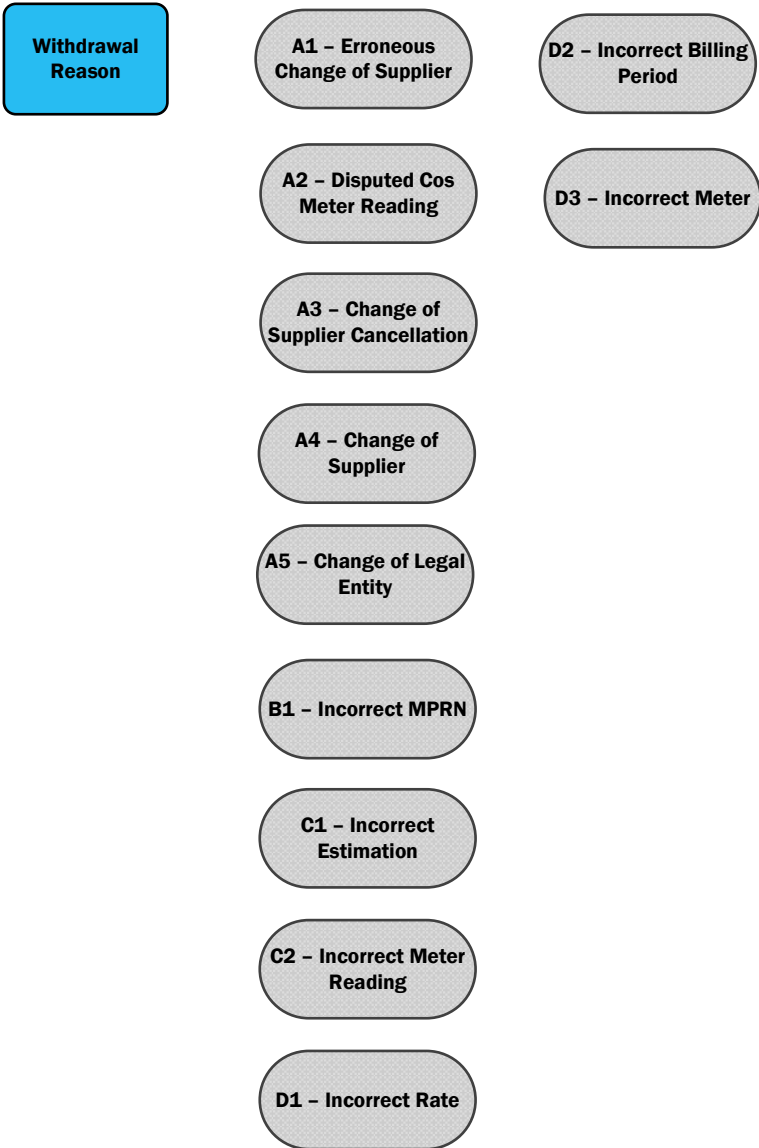 Withdrawal
Reason
A1 – Erroneous
Change of Supplier
A2 – Disputed Cos
Meter Reading
A3 – Change of
Supplier Cancellation
A4 – Change of
Supplier
A5 – Change of Legal
Entity
B1 – Incorrect MPRN
C1 – Incorrect
Estimation
C2 – Incorrect Meter
Reading
D1 – Incorrect Rate
D2 – Incorrect Billing
Period
D3 – Incorrect Meter